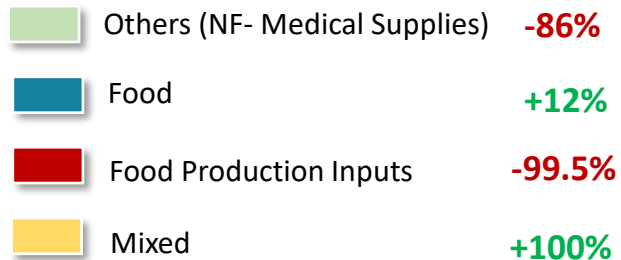 Others (NF- Medical Supplies) -86%
Food +12%
Food Production Inputs -99.5%
Mixed +100%